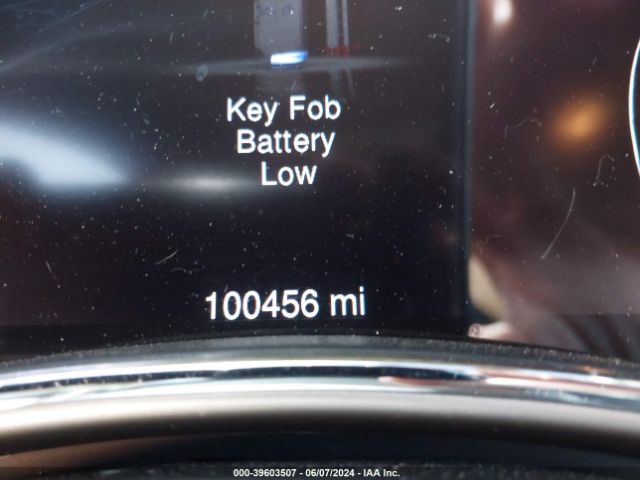 Key Fob
Battery
Low
100456 mi
000-39603507 - 06/07/2024 - IAA Inc.